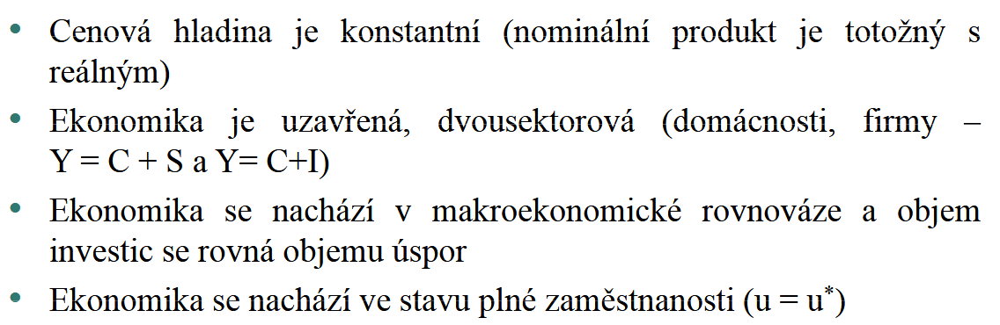 • Cenová hladina je konstantní (nominální produkt je totožný s
reálným)
• Ekonomika je uzavřená, dvousektorová (domácnosti, firmy –
Y = C + S a Y= C+I)
• Ekonomika se nachází v makroekonomické rovnováze a objem
investic se rovná objemu úspor
• Ekonomika se nachází ve stavu plné zaměstnanosti (u = u*)